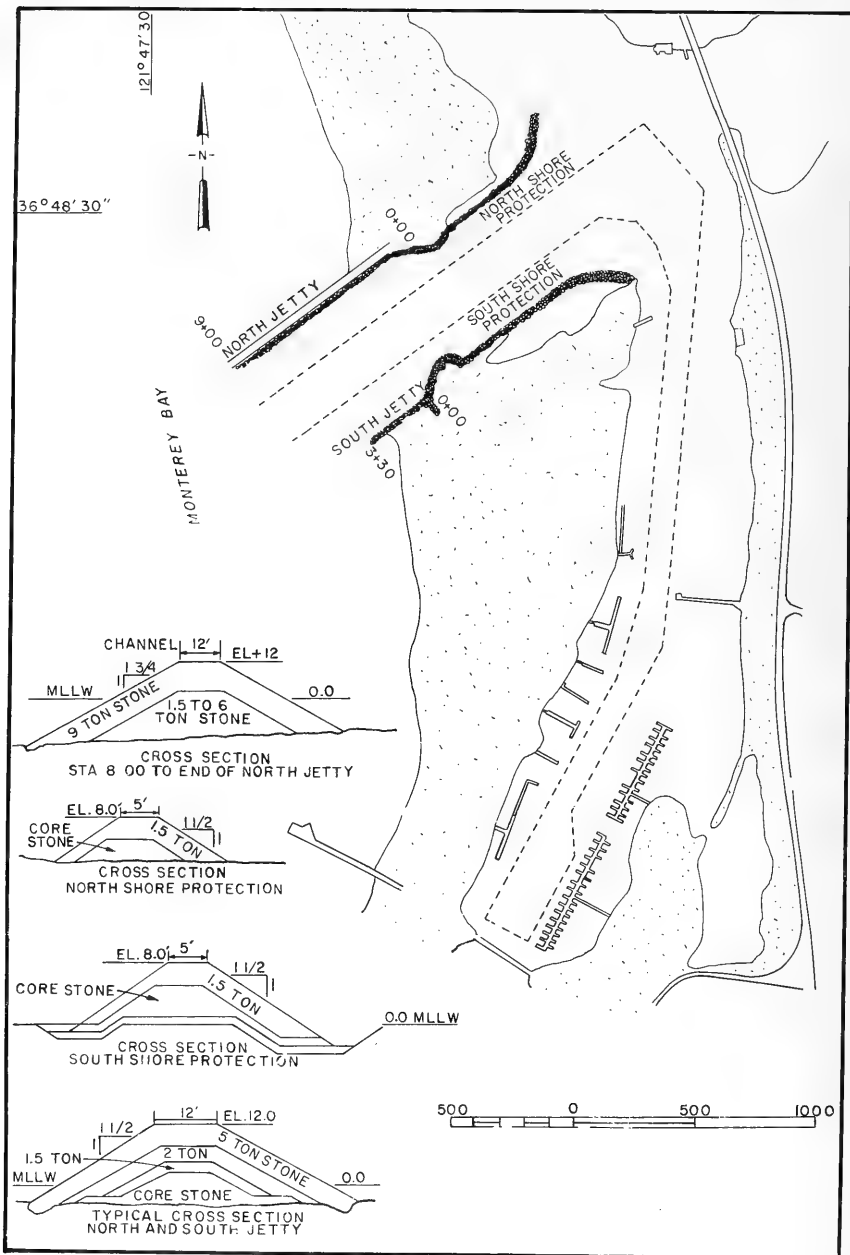 121° 47' 30
-N-
36° 48' 30"
0+00
NORTH SHORE
PROTECTION
NORTH JETTY
9+00
SOUTH SHORE
PROTECTION
SOUTH JETTY
0+00
3+30
MONTEREY BAY
CHANNEL
12'
EL+12
1 3/4
1
MLLW
0.0
9 TON STONE
1.5 TO 6
TON STONE
CROSS SECTION
STA 8 00 TO END OF NORTH JETTY
EL. 8.0'
5'
1 1/2
1
CORE
STONE
1.5 TON
CROSS SECTION
NORTH SHORE PROTECTION
EL. 8.0'
5'
1 1/2
1
CORE STONE
1.5 TON
0.0 MLLW
CROSS SECTION
SOUTH SHORE PROTECTION
500
0
500
1000
12'
EL. 12.0
1 1/2
1
1.5 TON
2 TON
5 TON STONE
MLLW
0.0
CORE STONE
TYPICAL CROSS SECTION
NORTH AND SOUTH JETTY